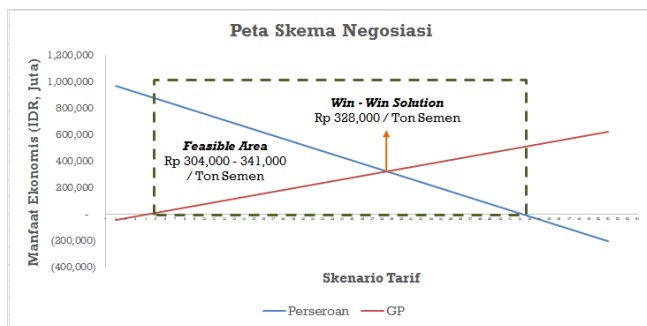 Peta Skema Negosiasi
1,200,000
1,000,000
800,000
600,000
400,000
200,000
-
(200,000)
(400,000)
Manfaat Ekonomis (IDR, Juta)
Win - Win Solution
Rp 328,000 / Ton Semen
Feasible Area
Rp 304,000 - 341,000
/ Ton Semen
Skenario Tarif
Perseroan
GP